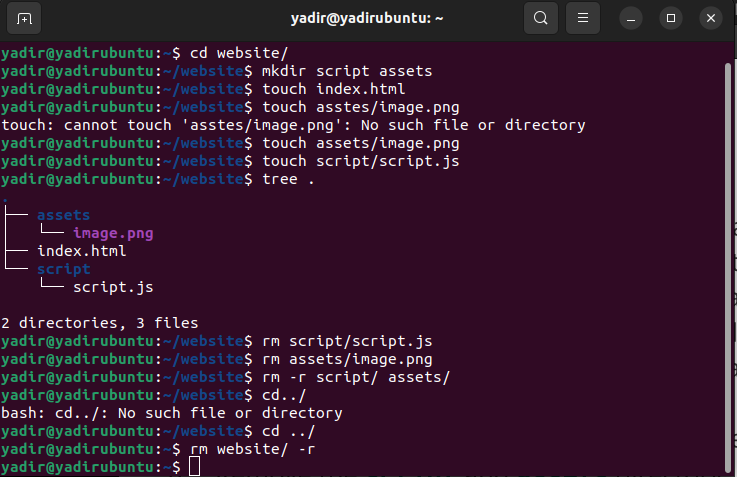 yadir@yadirubuntu: ~
yadir@yadirubuntu:~$ cd website/
yadir@yadirubuntu:~/website$ mkdir script assets
yadir@yadirubuntu:~/website$ touch index.html
yadir@yadirubuntu:~/website$ touch asstes/image.png
touch: cannot touch 'asstes/image.png': No such file or directory
yadir@yadirubuntu:~/website$ touch assets/image.png
yadir@yadirubuntu:~/website$ touch script/script.js
yadir@yadirubuntu:~/website$ tree .
.
├── assets
│   └── image.png
├── index.html
└── script
    └── script.js
2 directories, 3 files
yadir@yadirubuntu:~/website$ rm script/script.js
yadir@yadirubuntu:~/website$ rm assets/image.png
yadir@yadirubuntu:~/website$ rm -r script/ assets/
yadir@yadirubuntu:~/website$ cd../
bash: cd../: No such file or directory
yadir@yadirubuntu:~/website$ cd ../
yadir@yadirubuntu:~$ rm website/ -r
yadir@yadirubuntu:~$